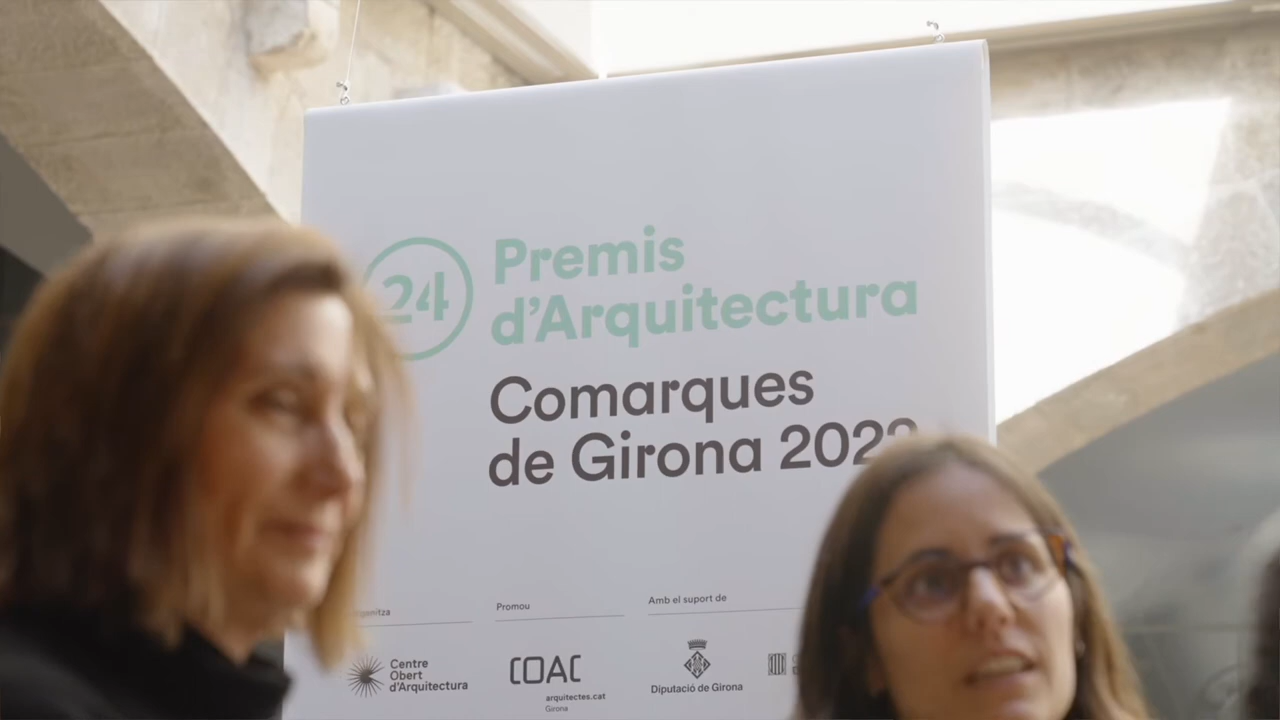 24
Premis
d'Arquitectura
Comarques
de Girona 202
Promou
Amb el suport de
Centre
Obert
d'Arquitectura
COAC
arquitectes.cat
Girona
Diputació de Girona